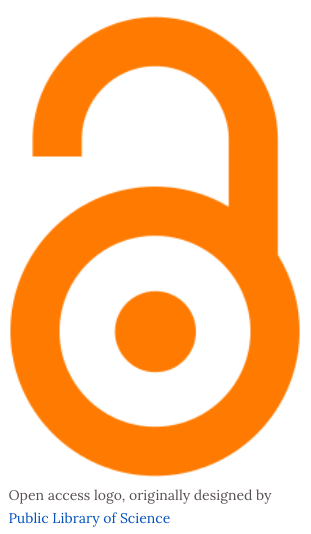 Open access logo, originally designed by
Public Library of Science